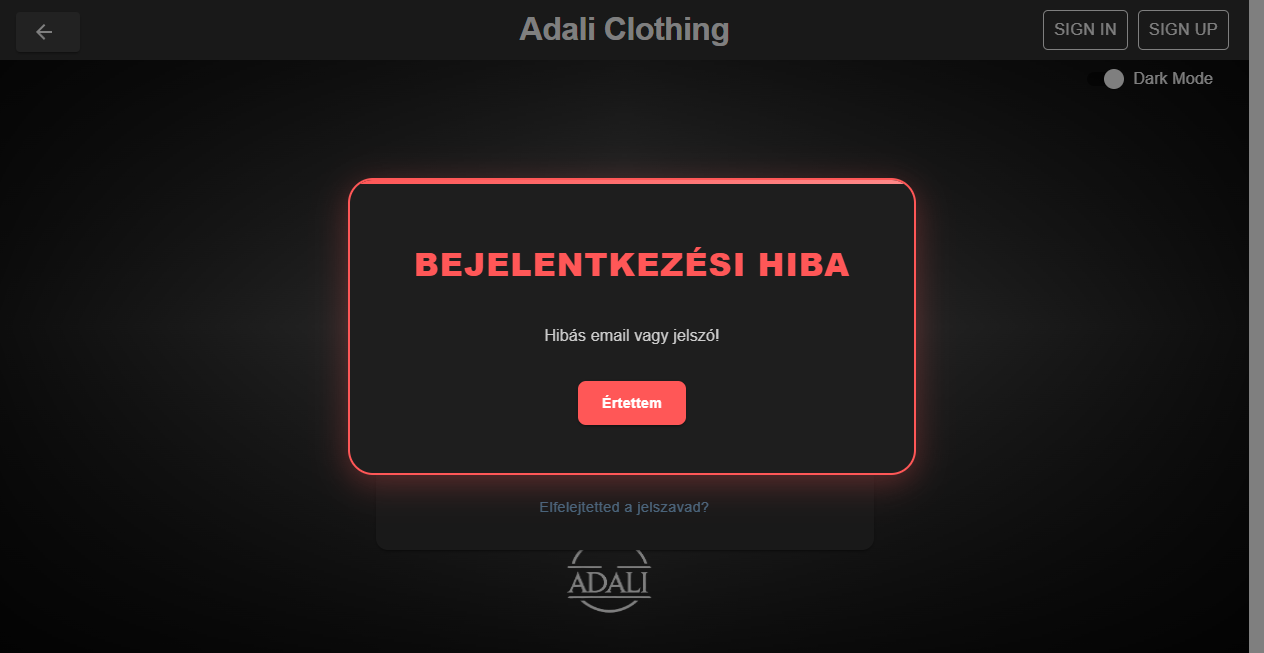 Adali Clothing
SIGN IN
SIGN UP
Dark Mode
BEJELENTKEZÉSI HIBA
Hibás email vagy jelszó!
Értettem
Elfelejtetted a jelszavad?
ADALI